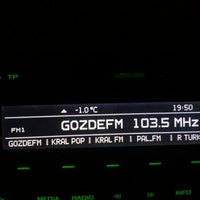 TP
-1.0°C 19:50
FM1 GOZDEFM 103.5 MHz
GOZDEFM | KRAL POP | KRAL FM | PAL.FM | R TURK
MEDIA RADIO INFO